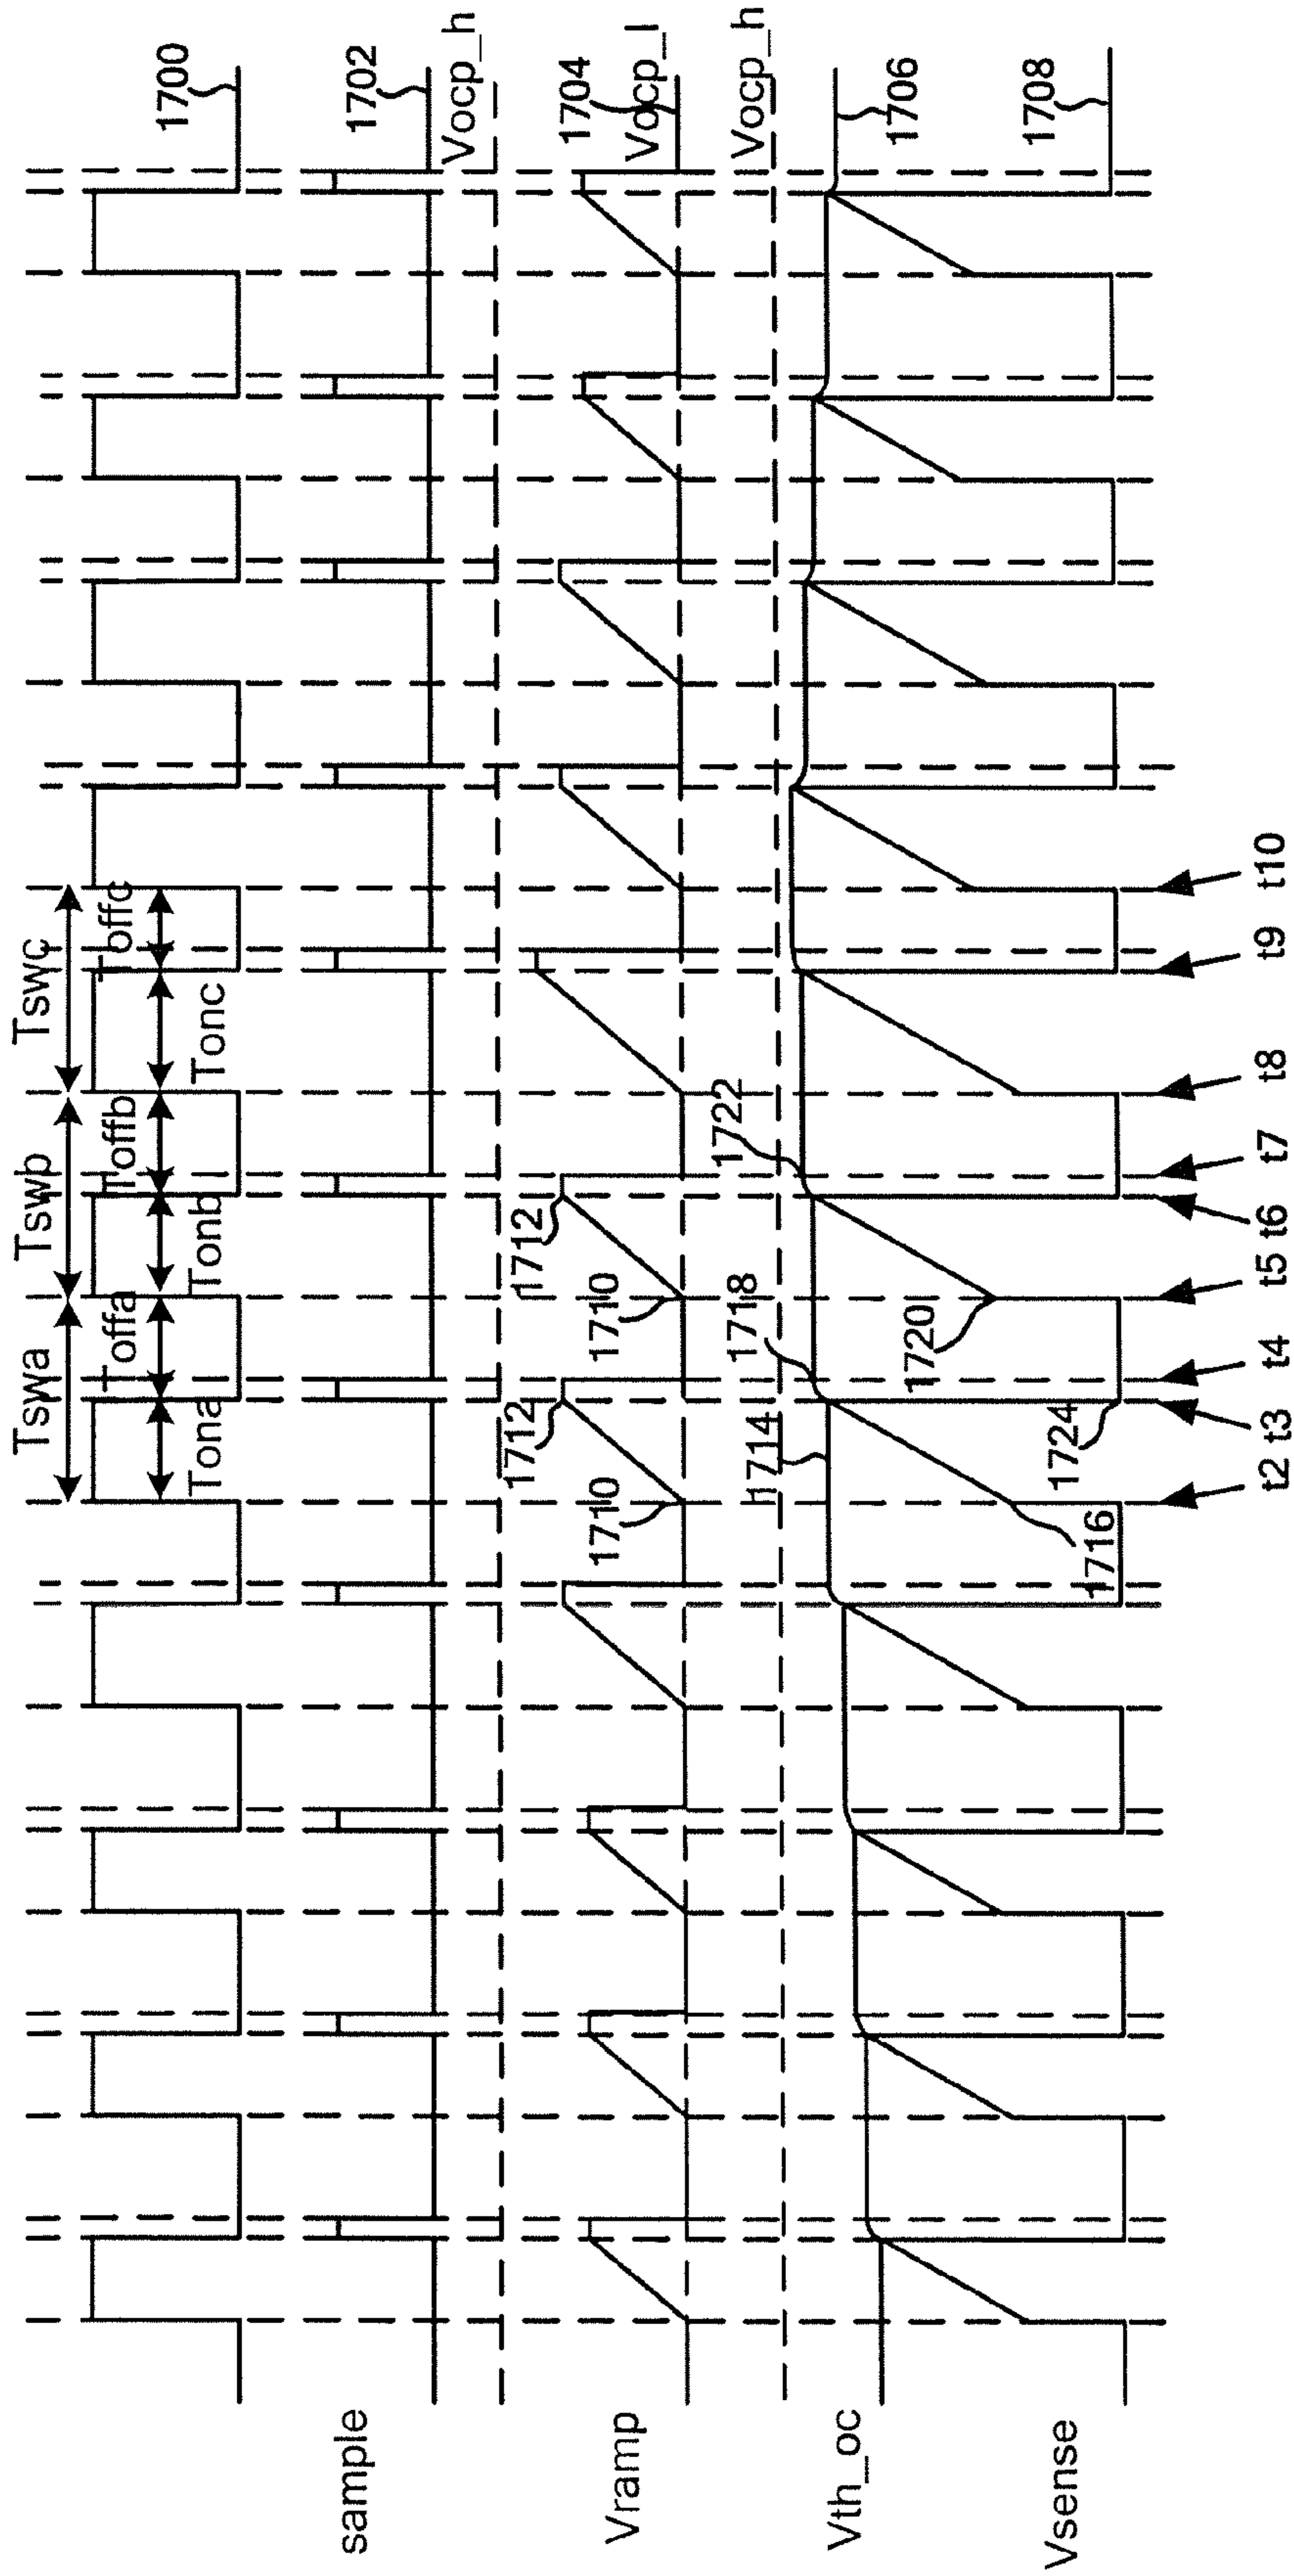 Tswa Tswb Tswc
Tona Toffa Tonb Toffb Tonc Toffc
1700
sample
1702
Vocp_h
1712 1712
1704
1710 1710
Vramp
Vocp_l
1718 1722
Vocp_h
1714
Vth_oc
1720
1706
1724
1716
Vsense
1708
t2 t3 t4 t5 t6 t7 t8 t9 t10